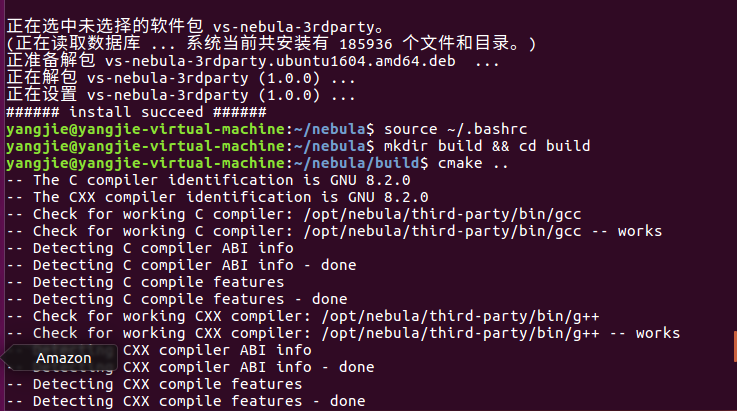 正在选中未选择的软件包 vs-nebula-3rdparty。
(正在读取数据库 ... 系统当前共安装有 185936 个文件和目录。)
正准备解包 vs-nebula-3rdparty.ubuntu1604.amd64.deb  ...
正在解包 vs-nebula-3rdparty (1.0.0) ...
正在设置 vs-nebula-3rdparty (1.0.0) ...
###### install succeed ######
yangjie@yangjie-virtual-machine:~/nebula$ source ~/.bashrc
yangjie@yangjie-virtual-machine:~/nebula$ mkdir build && cd build
yangjie@yangjie-virtual-machine:~/nebula/build$ cmake ..
-- The C compiler identification is GNU 8.2.0
-- The CXX compiler identification is GNU 8.2.0
-- Check for working C compiler: /opt/nebula/third-party/bin/gcc
-- Check for working C compiler: /opt/nebula/third-party/bin/gcc -- works
-- Detecting C compiler ABI info
-- Detecting C compiler ABI info - done
-- Detecting C compile features
-- Detecting C compile features - done
-- Check for working CXX compiler: /opt/nebula/third-party/bin/g++
-- Check for working CXX compiler: /opt/nebula/third-party/bin/g++ -- works
CXX compiler ABI info
Amazon
-- Detecting CXX compiler ABI info - done
-- Detecting CXX compile features
-- Detecting CXX compile features - done